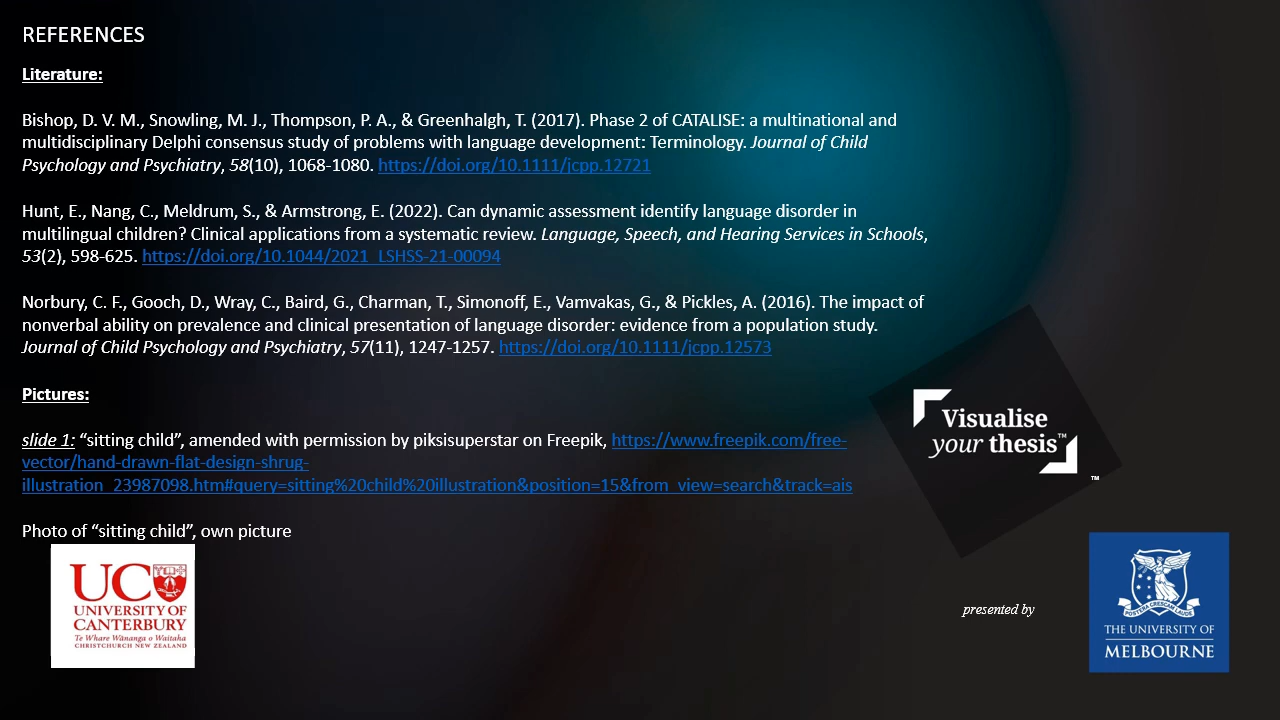 REFERENCES
Literature:
Bishop, D. V. M., Snowling, M. J., Thompson, P. A., & Greenhalgh, T. (2017). Phase 2 of CATALISE: a multinational and
multidisciplinary Delphi consensus study of problems with language development: Terminology. Journal of Child
Psychology and Psychiatry, 58(10), 1068-1080. https://doi.org/10.1111/jcpp.12721
Hunt, E., Nang, C., Meldrum, S., & Armstrong, E. (2022). Can dynamic assessment identify language disorder in
multilingual children? Clinical applications from a systematic review. Language, Speech, and Hearing Services in Schools,
53(2), 598-625. https://doi.org/10.1044/2021_LSHSS-21-00094
Norbury, C. F., Gooch, D., Wray, C., Baird, G., Charman, T., Simonoff, E., Vamvakas, G., & Pickles, A. (2016). The impact of
nonverbal ability on prevalence and clinical presentation of language disorder: evidence from a population study.
Journal of Child Psychology and Psychiatry, 57(11), 1247-1257. https://doi.org/10.1111/jcpp.12573
Pictures:
slide 1: “sitting child”, amended with permission by piksisuperstar on Freepik, https://www.freepik.com/free-
vector/hand-drawn-flat-design-shrug-
illustration_23987098.htm#query=sitting%20child%20illustration&position=15&from_view=search&track=ais
Photo of “sitting child”, own picture
UC
UNIVERSITY OF
CANTERBURY
Te Whare Wānanga o Waitaha
CHRISTCHURCH NEW ZEALAND
Visualise
your thesis™
™
presented by
POSTERA CRESCAM LAUDE
THE UNIVERSITY OF
MELBOURNE